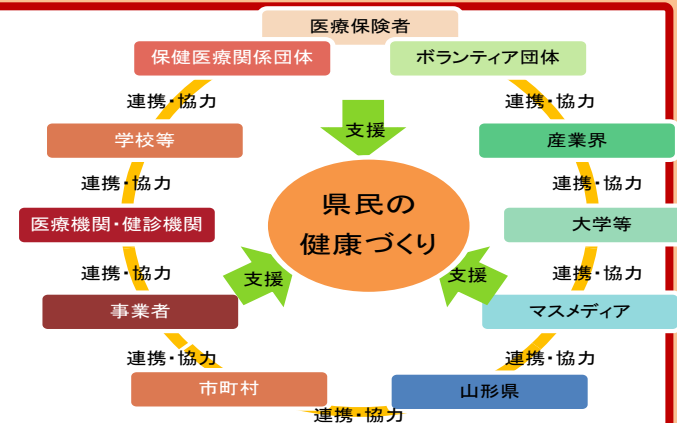 医療保険者
保健医療関係団体
ボランティア団体
連携・協力
連携・協力
支援
学校等
産業界
連携・協力
連携・協力
県民の
健康づくり
医療機関・健診機関
大学等
連携・協力
支援
支援
連携・協力
事業者
マスメディア
連携・協力
連携・協力
市町村
山形県
連携・協力